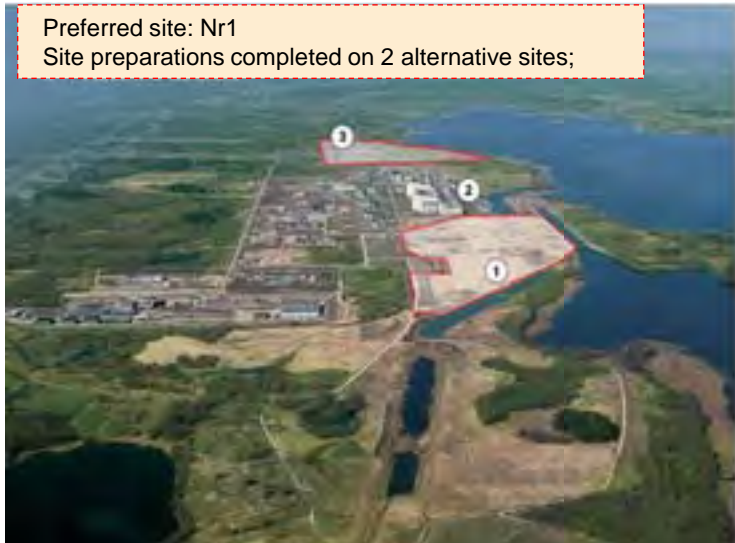 Preferred site: Nr1
Site preparations completed on 2 alternative sites;
3
2
1